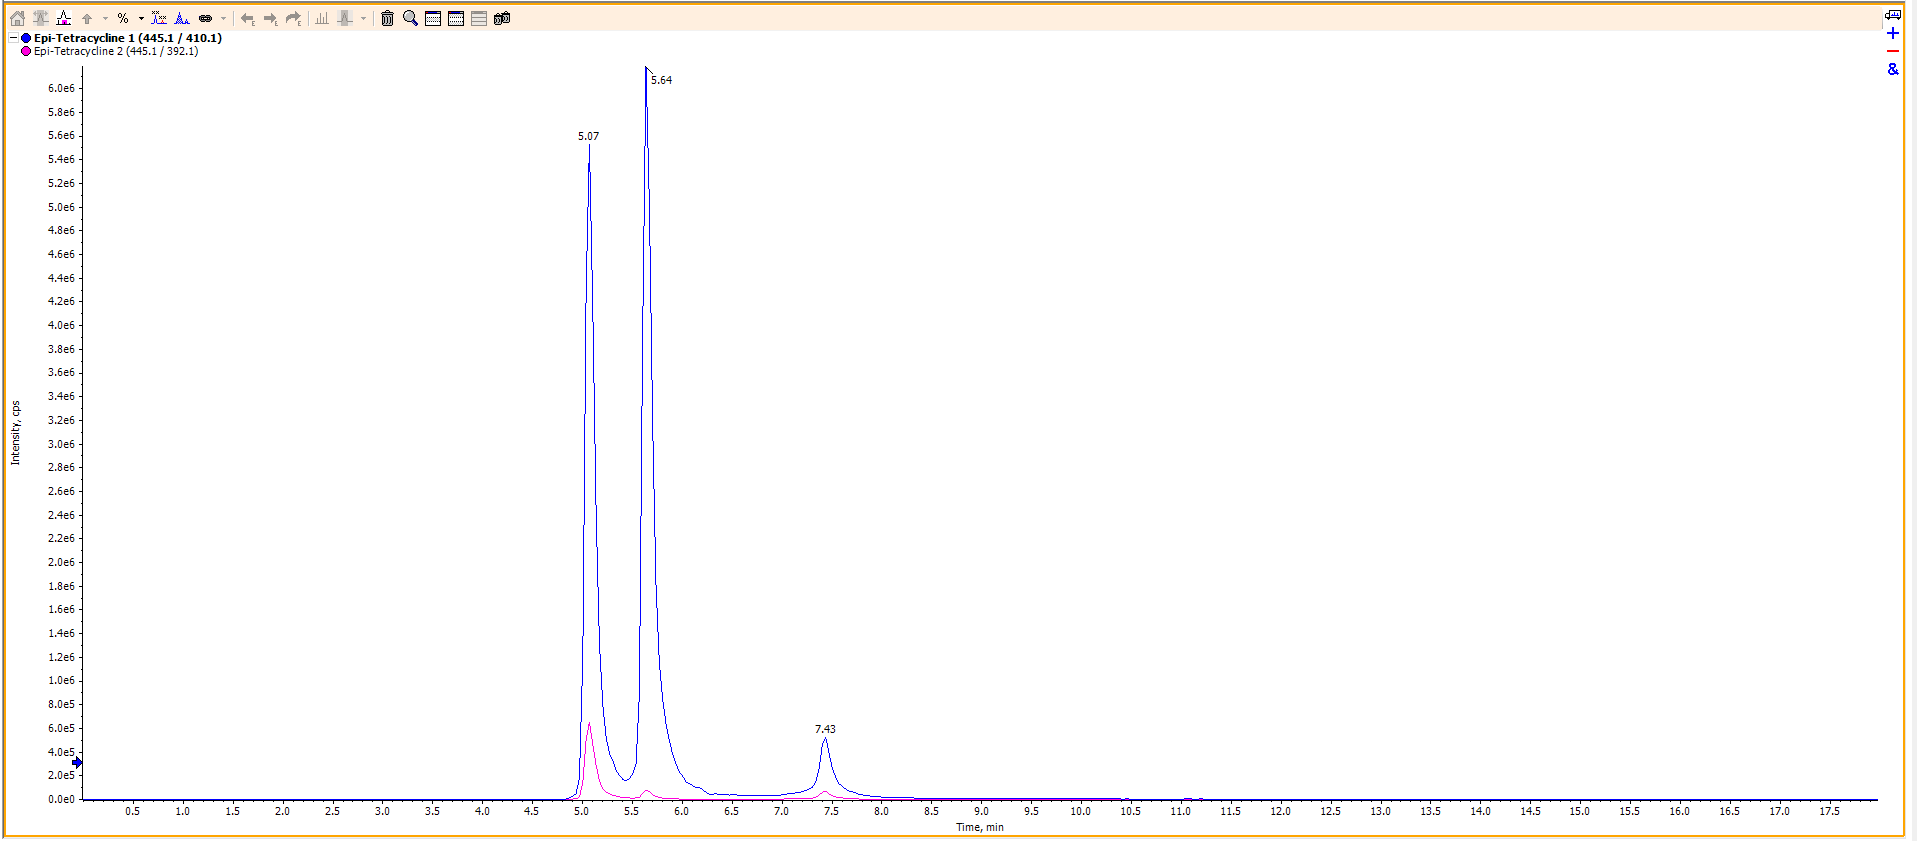 %
Epi-Tetracycline 1 (445.1 / 410.1)
Epi-Tetracycline 2 (445.1 / 392.1)
&
5.64
5.07
7.43
6.0e6
5.8e6
5.6e6
5.4e6
5.2e6
5.0e6
4.8e6
4.6e6
4.4e6
4.2e6
4.0e6
3.8e6
3.6e6
3.4e6
3.2e6
3.0e6
2.8e6
2.6e6
2.4e6
2.2e6
2.0e6
1.8e6
1.6e6
1.4e6
1.2e6
1.0e6
8.0e5
6.0e5
4.0e5
2.0e5
0.0e0
Intensity, cps
0.5 1.0 1.5 2.0 2.5 3.0 3.5 4.0 4.5 5.0 5.5 6.0 6.5 7.0 7.5 8.0 8.5 9.0 9.5 10.0 10.5 11.0 11.5 12.0 12.5 13.0 13.5 14.0 14.5 15.0 15.5 16.0 16.5 17.0 17.5
Time, min